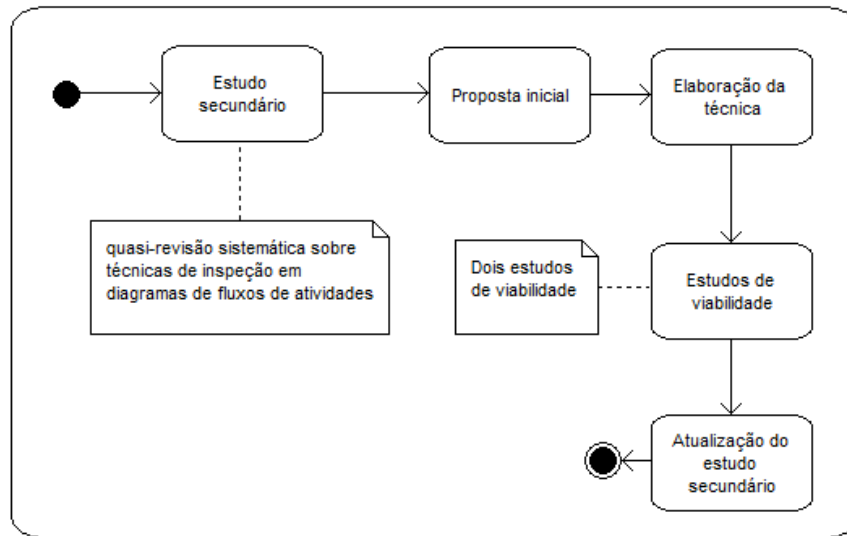 Estudo
secundário
Proposta inicial
Elaboração da
técnica
quasi-revisão sistemática sobre
técnicas de inspeção em
diagramas de fluxos de atividades
Dois estudos
de viabilidade
Estudos de
viabilidade
Atualização do
estudo
secundário